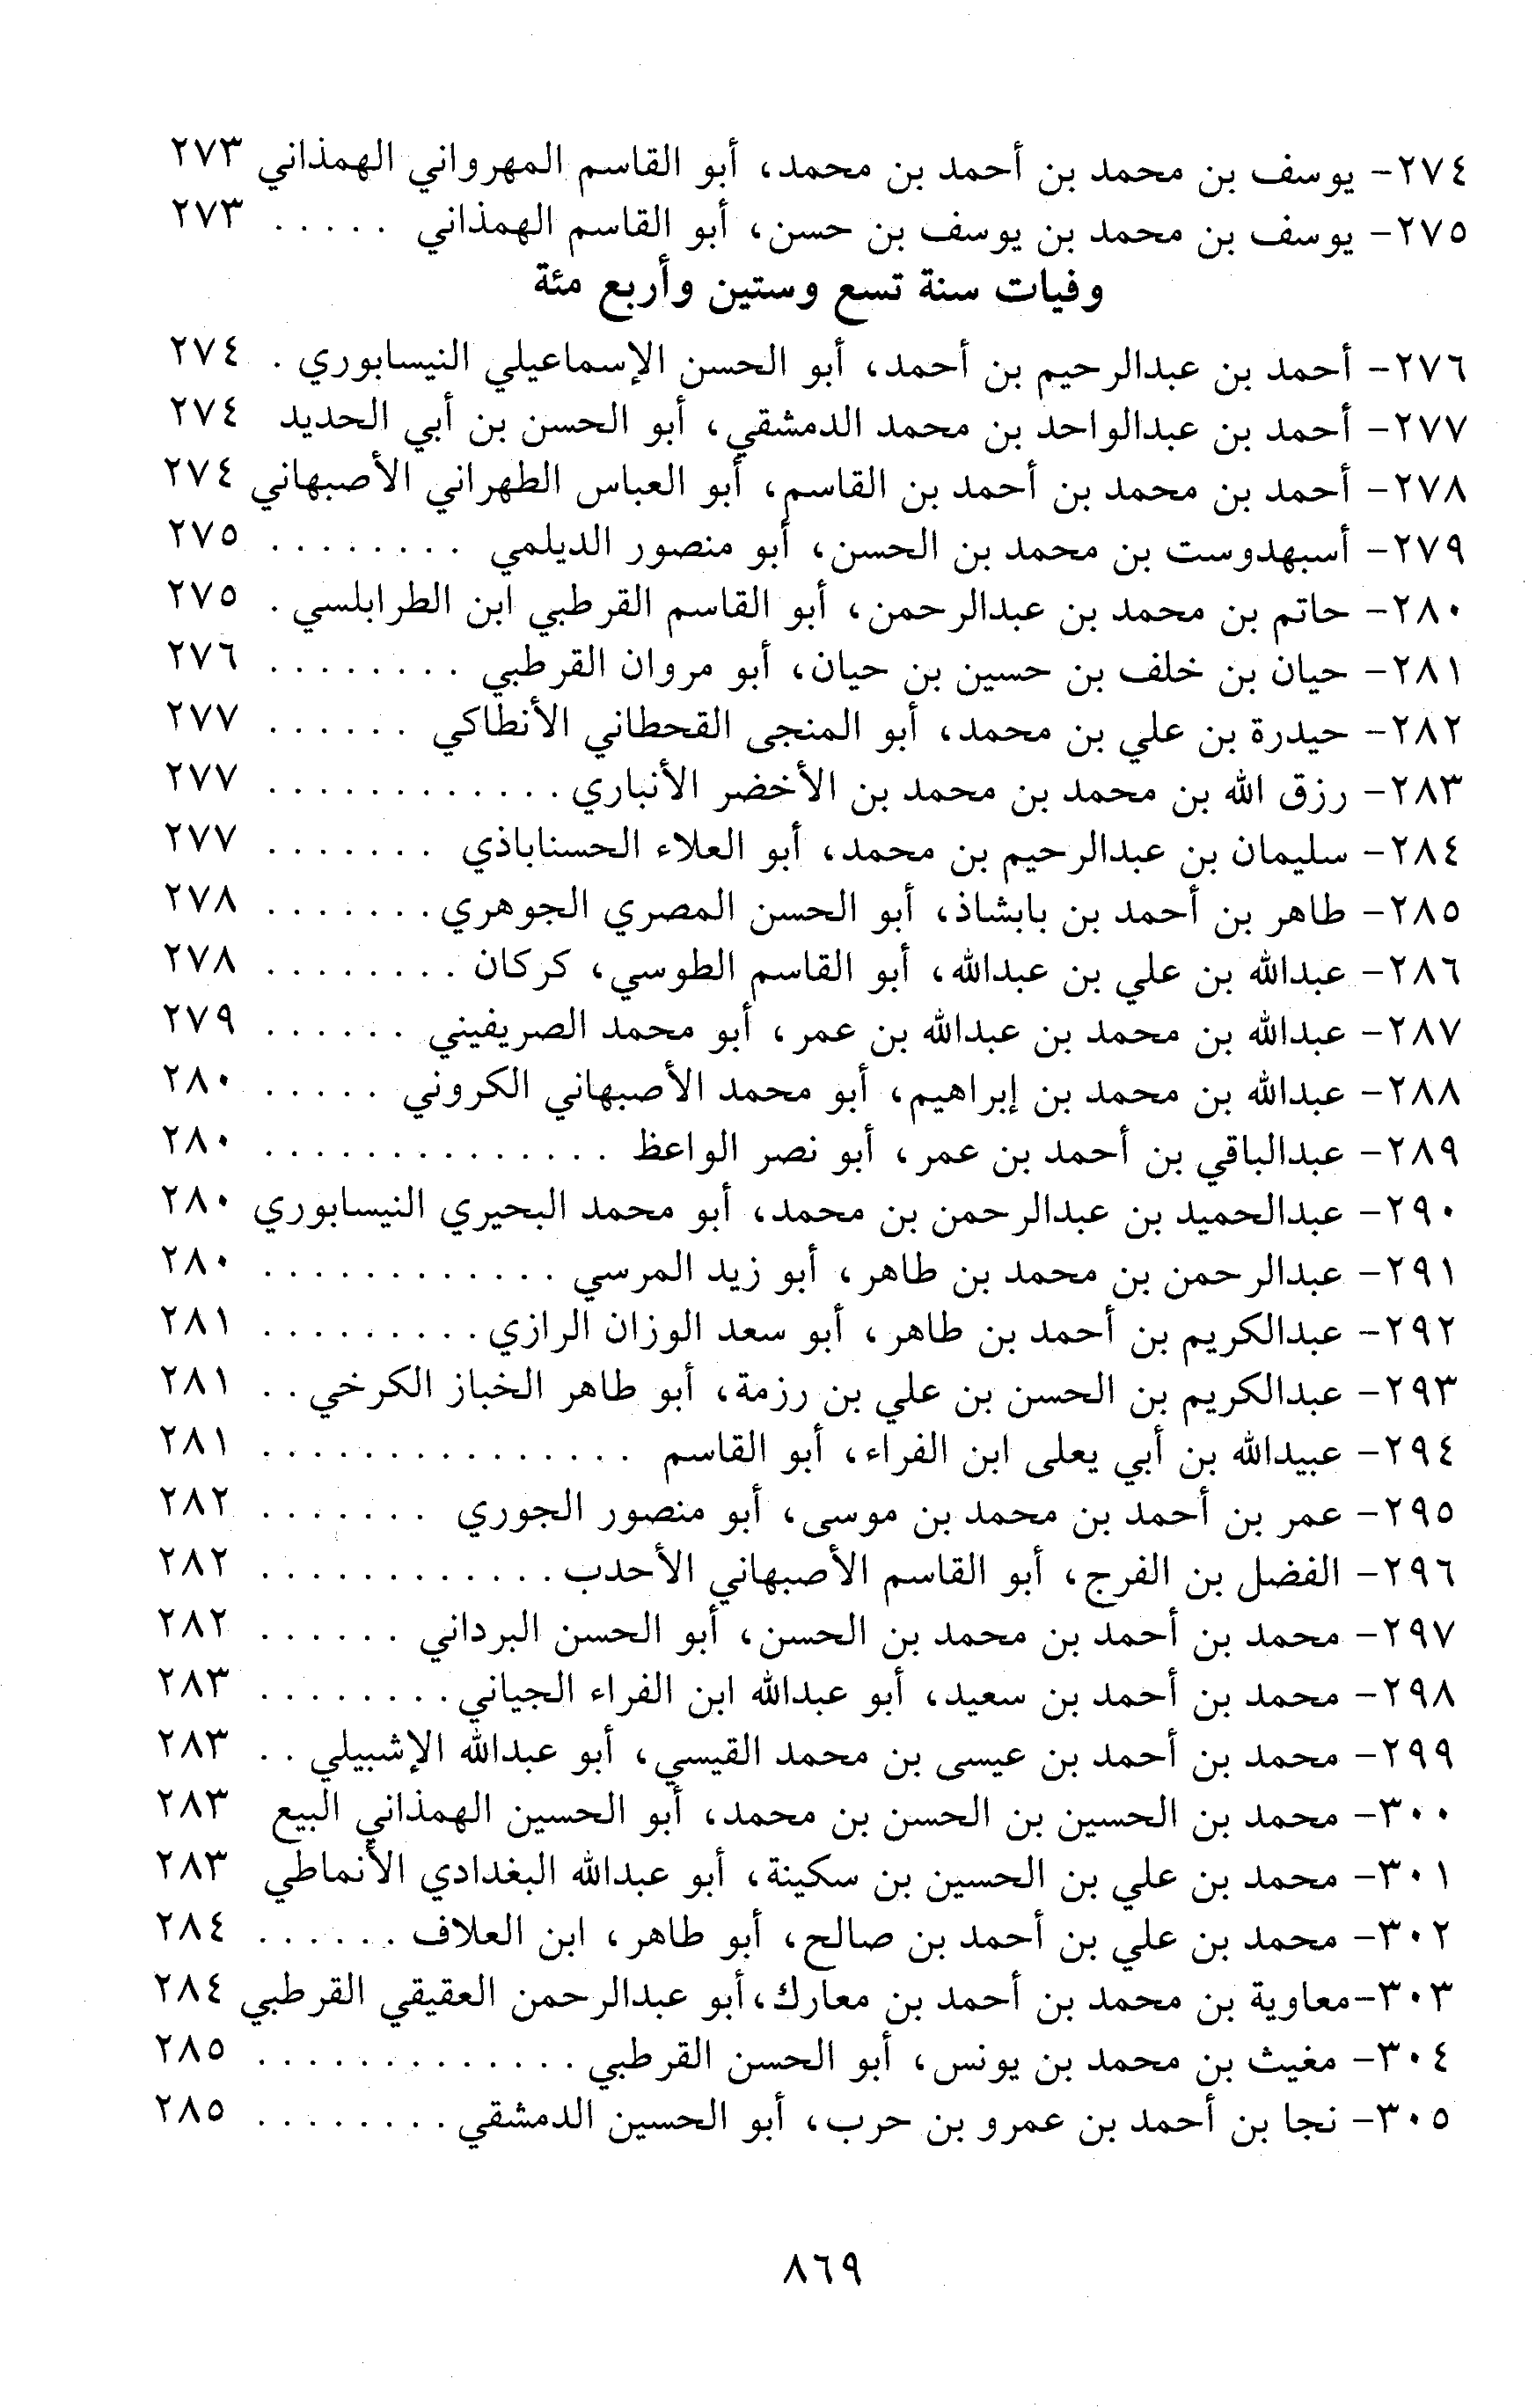 ٢٧٤- يوسف بن محمد بن أحمد بن محمد، أبو القاسم المهرواني الهمذاني ٢٧٣
٢٧٥- يوسف بن محمد بن يوسف بن حسن، أبو القاسم الهمذاني . . . . . ٢٧٣
وفيات سنة تسع وستين وأربع مئة
٢٧٦- أحمد بن عبدالرحيم بن أحمد، أبو الحسن الإسماعيلي النيسابوري . ٢٧٤
٢٧٧- أحمد بن عبدالواحد بن محمد الدمشقي، أبو الحسن بن أبي الحديد ٢٧٤
٢٧٨- أحمد بن محمد بن أحمد بن القاسم، أبو العباس الطهراني الأصبهاني ٢٧٤
٢٧٩- أسبهدوست بن محمد بن الحسن، أبو منصور الديلمي . . . . . . . . ٢٧٥
٢٨٠- حاتم بن محمد بن عبدالرحمن، أبو القاسم القرطبي ابن الطرابلسي . ٢٧٥
٢٨١- حيان بن خلف بن حسين بن حيان، أبو مروان القرطبي . . . . . . . . ٢٧٦
٢٨٢- حيدرة بن علي بن محمد، أبو المنجى القحطاني الأنطاكي . . . . . . ٢٧٧
٢٨٣- رزق الله بن محمد بن محمد بن الأخضر الأنباري . . . . . . . . . . . . ٢٧٧
٢٨٤- سليمان بن عبدالرحيم بن محمد، أبو العلاء الحسناباذي . . . . . . . ٢٧٧
٢٨٥- طاهر بن أحمد بن بابشاذ، أبو الحسن المصري الجوهري . . . . . . . ٢٧٨
٢٨٦- عبدالله بن علي بن عبدالله، أبو القاسم الطوسي، كركان . . . . . . . . ٢٧٨
٢٨٧- عبدالله بن محمد بن عبدالله بن عمر، أبو محمد الصريفيني . . . . . . ٢٧٩
٢٨٨- عبدالله بن محمد بن إبراهيم، أبو محمد الأصبهاني الكروني . . . . . ٢٨٠
٢٨٩- عبدالباقي بن أحمد بن عمر، أبو نصر الواعظ . . . . . . . . . . . . . . ٢٨٠
٢٩٠- عبدالحميد بن عبدالرحمن بن محمد، أبو محمد البحيري النيسابوري ٢٨٠
٢٩١- عبدالرحمن بن محمد بن طاهر، أبو زيد المرسي . . . . . . . . . . . . ٢٨٠
٢٩٢- عبدالكريم بن أحمد بن طاهر، أبو سعد الوزان الرازي . . . . . . . . . ٢٨١
٢٩٣- عبدالكريم بن الحسن بن علي بن رزمة، أبو طاهر الخباز الكرخي . . ٢٨١
٢٩٤- عبيدالله بن أبي يعلى ابن الفراء، أبو القاسم . . . . . . . . . . . . . . . ٢٨١
٢٩٥- عمر بن أحمد بن محمد بن موسى، أبو منصور الجوري . . . . . . . ٢٨٢
٢٩٦- الفضل بن الفرج، أبو القاسم الأصبهاني الأحدب . . . . . . . . . . . . ٢٨٢
٢٩٧- محمد بن أحمد بن محمد بن الحسن، أبو الحسن البرداني . . . . . . ٢٨٢
٢٩٨- محمد بن أحمد بن سعيد، أبو عبدالله ابن الفراء الجياني . . . . . . . . ٢٨٣
٢٩٩- محمد بن أحمد بن عيسى بن محمد القيسي، أبو عبدالله الإشبيلي . . ٢٨٣
٣٠٠- محمد بن الحسين بن الحسن بن محمد، أبو الحسين الهمذاني البيع ٢٨٣
٣٠١- محمد بن علي بن الحسين بن سكينة، أبو عبدالله البغدادي الأنماطي ٢٨٣
٣٠٢- محمد بن علي بن أحمد بن صالح، أبو طاهر، ابن العلاف . . . . . . ٢٨٤
٣٠٣-معاوية بن محمد بن أحمد بن معارك،أبو عبدالرحمن العقيقي القرطبي ٢٨٤
٣٠٤- مغيث بن محمد بن يونس، أبو الحسن القرطبي . . . . . . . . . . . . . ٢٨٥
٣٠٥- نجا بن أحمد بن عمرو بن حرب، أبو الحسين الدمشقي . . . . . . . . ٢٨٥
٨٦٩